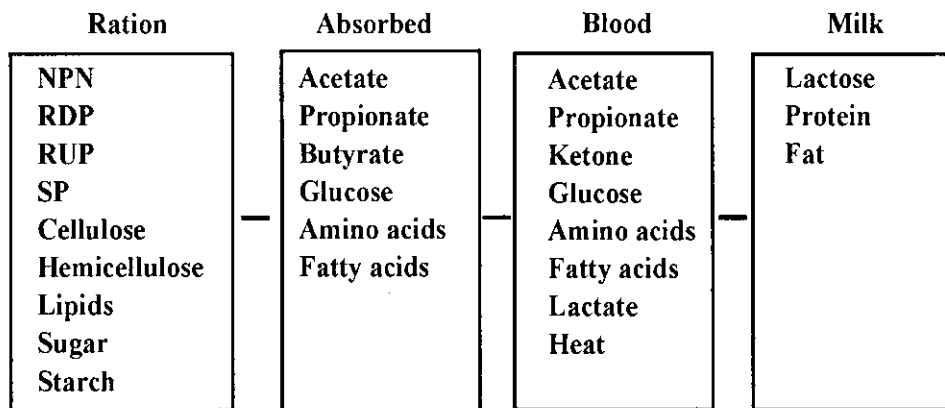 Ration
NPN
RDP
RUP
SP
Cellulose
Hemicellulose
Lipids
Sugar
Starch
Absorbed
Acetate
Propionate
Butyrate
Glucose
Amino acids
Fatty acids
Blood
Acetate
Propionate
Ketone
Glucose
Amino acids
Fatty acids
Lactate
Heat
Milk
Lactose
Protein
Fat